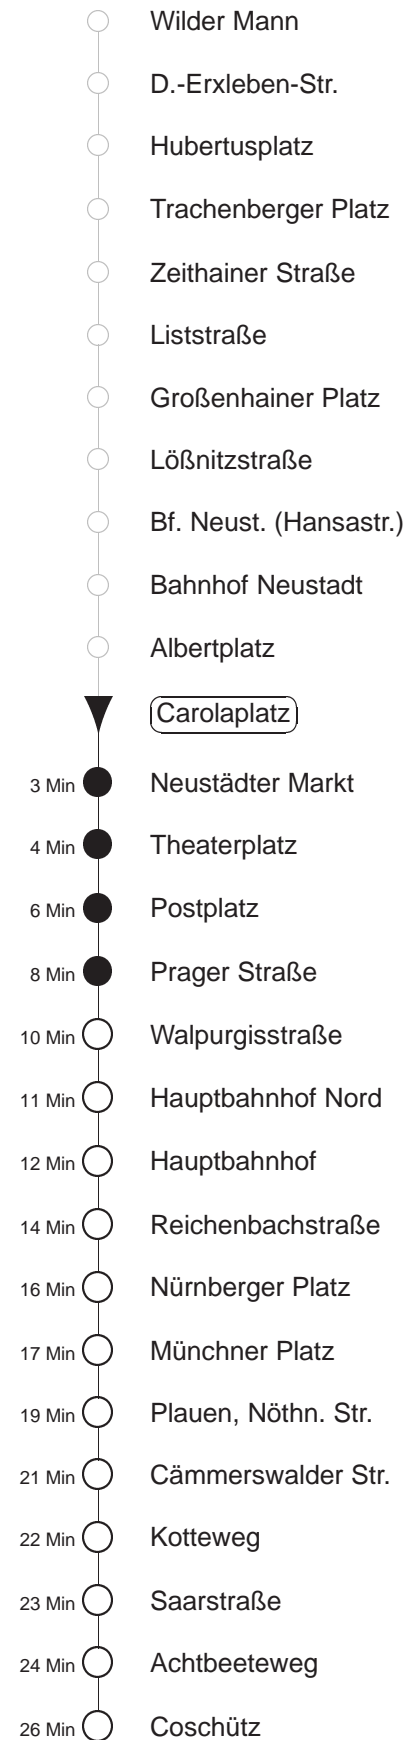 Wilder Mann
D.-Erxleben-Str.
Hubertusplatz
Trachenberger Platz
Zeithainer Straße
Liststraße
Großenhainer Platz
Lößnitzstraße
Bf. Neust. (Hansastr.)
Bahnhof Neustadt
Albertplatz
Carolaplatz
3 Min Neustädter Markt
4 Min Theaterplatz
6 Min Postplatz
8 Min Prager Straße
10 Min Walpurgisstraße
11 Min Hauptbahnhof Nord
12 Min Hauptbahnhof
14 Min Reichenbachstraße
16 Min Nürnberger Platz
17 Min Münchner Platz
19 Min Plauen, Nöthn. Str.
21 Min Cämmerswalder Str.
22 Min Kotteweg
23 Min Saarstraße
24 Min Achtbeeteweg
26 Min Coschütz